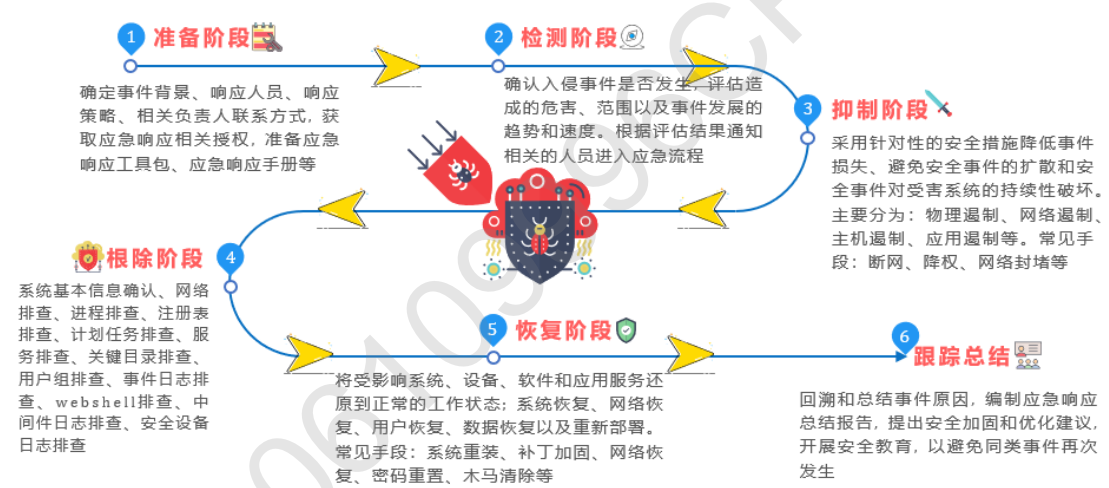 1 准备阶段
确定事件背景、响应人员、响应
策略、相关负责人联系方式, 获
取应急响应相关授权, 准备应急
响应工具包、应急响应手册等
2 检测阶段
确认入侵事件是否发生, 评估造
成的危害、范围以及事件发展的
趋势和速度。根据评估结果通知
相关的人员进入应急流程
3 抑制阶段
采用针对性的安全措施降低事件
损失、避免安全事件的扩散和安
全事件对受害系统的持续性破坏。
主要分为: 物理遏制、网络遏制、
主机遏制、应用遏制等。常见手
段: 断网、降权、网络封堵等
4 根除阶段
系统基本信息确认、网络
排查、进程排查、注册表
排查、计划任务排查、服
务排查、关键目录排查、
用户组排查、事件日志排
查、webshell排查、中
间件日志排查、安全设备
日志排查
5 恢复阶段
将受影响系统、设备、软件和应用服务还
原到正常的工作状态; 系统恢复、网络恢
复、用户恢复、数据恢复以及重新部署。
常见手段: 系统重装、补丁加固、网络恢
复、密码重置、木马清除等
6 跟踪总结
回溯和总结事件原因, 编制应急响应
总结报告, 提出安全加固和优化建议,
开展安全教育, 以避免同类事件再次
发生